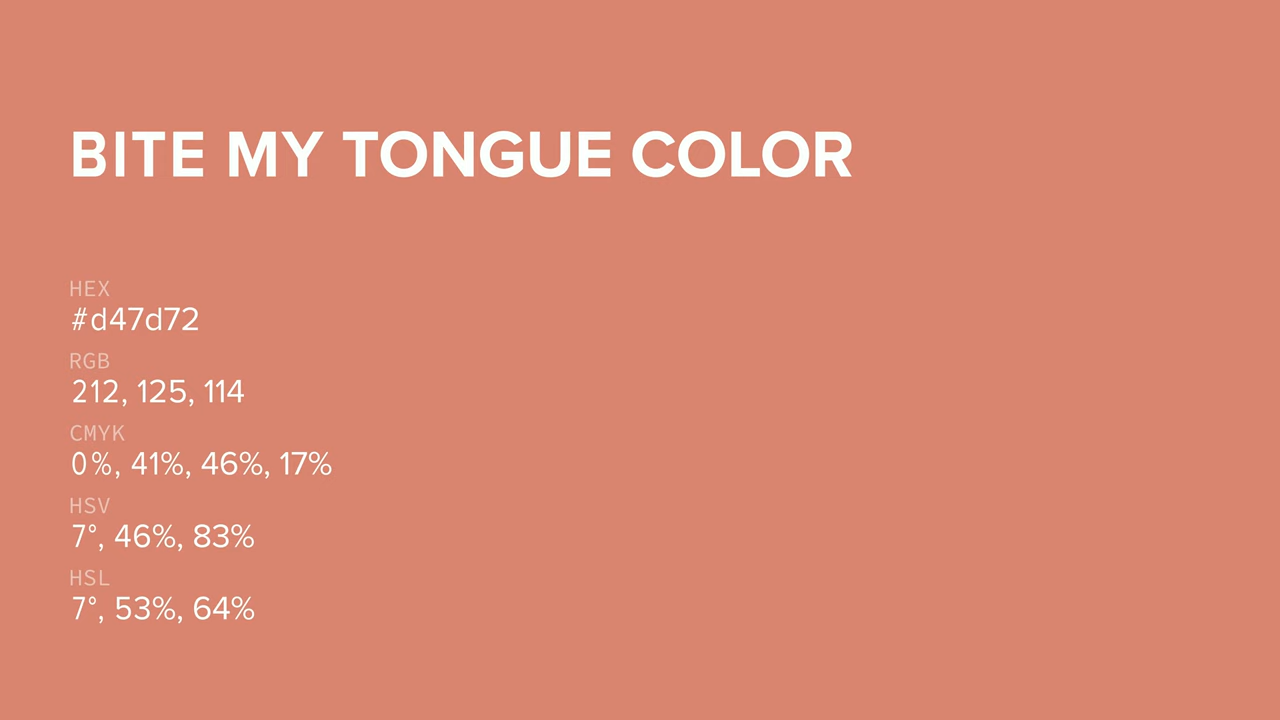 BITE MY TONGUE COLOR
HEX
#d47d72
RGB
212, 125, 114
CMYK
0%, 41%, 46%, 17%
HSV
7°, 46%, 83%
HSL
7°, 53%, 64%